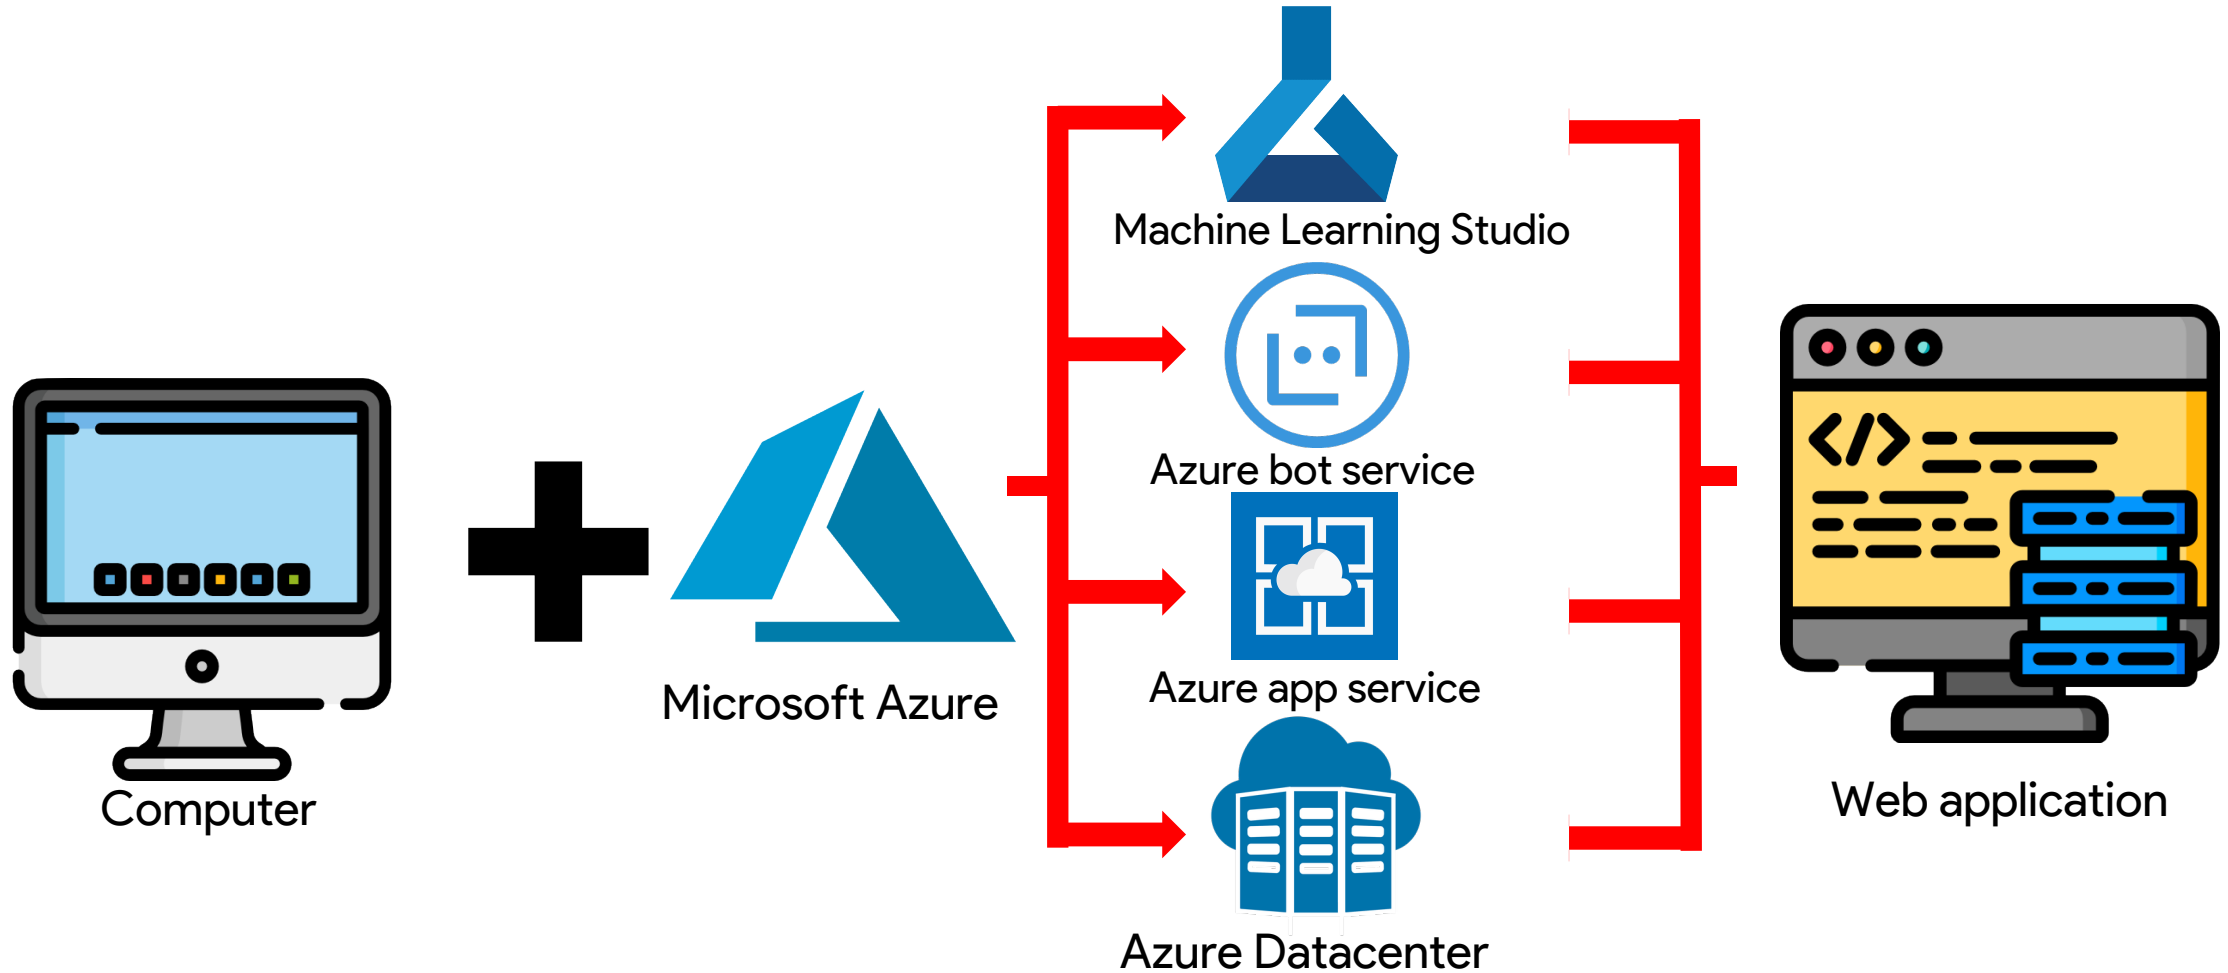 Computer
Microsoft Azure
Machine Learning Studio
Azure bot service
Azure app service
Azure Datacenter
Web application